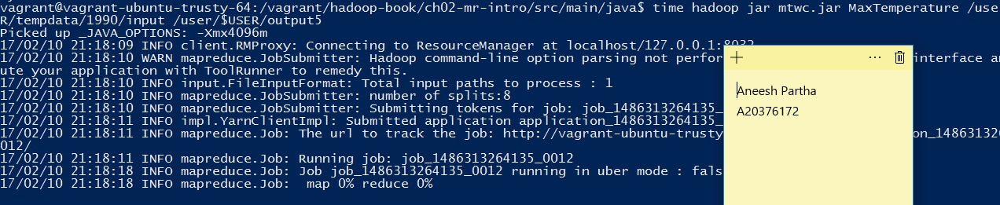 vagrant@vagrant-ubuntu-trusty-64:/vagrant/hadoop-book/ch02-mr-intro/src/main/java$ time hadoop jar mtwc.jar MaxTemperature /use
R/tempdata/1990/input /user/$USER/output5
Picked up _JAVA_OPTIONS: -Xmx4096m
17/02/10 21:18:09 INFO client.RMProxy: Connecting to ResourceManager at localhost/127.0.0.1:8032
17/02/10 21:18:10 WARN mapreduce.JobSubmitter: Hadoop command-line option parsing not perfor interface an
ute your application with ToolRunner to remedy this.
17/02/10 21:18:10 INFO input.FileInputFormat: Total input paths to process : 1
17/02/10 21:18:10 INFO mapreduce.JobSubmitter: number of splits:8
17/02/10 21:18:10 INFO mapreduce.JobSubmitter: Submitting tokens for job: job_1486313264135_
17/02/10 21:18:11 INFO impl.YarnClientImpl: Submitted application application_1486313264135_
17/02/10 21:18:11 INFO mapreduce.Job: The url to track the job: http://vagrant-ubuntu-trusty on_1486313264
012/
17/02/10 21:18:11 INFO mapreduce.Job: Running job: job_1486313264135_0012
17/02/10 21:18:18 INFO mapreduce.Job: Job job_1486313264135_0012 running in uber mode : fals
17/02/10 21:18:18 INFO mapreduce.Job:  map 0% reduce 0%
Aneesh Partha
A20376172